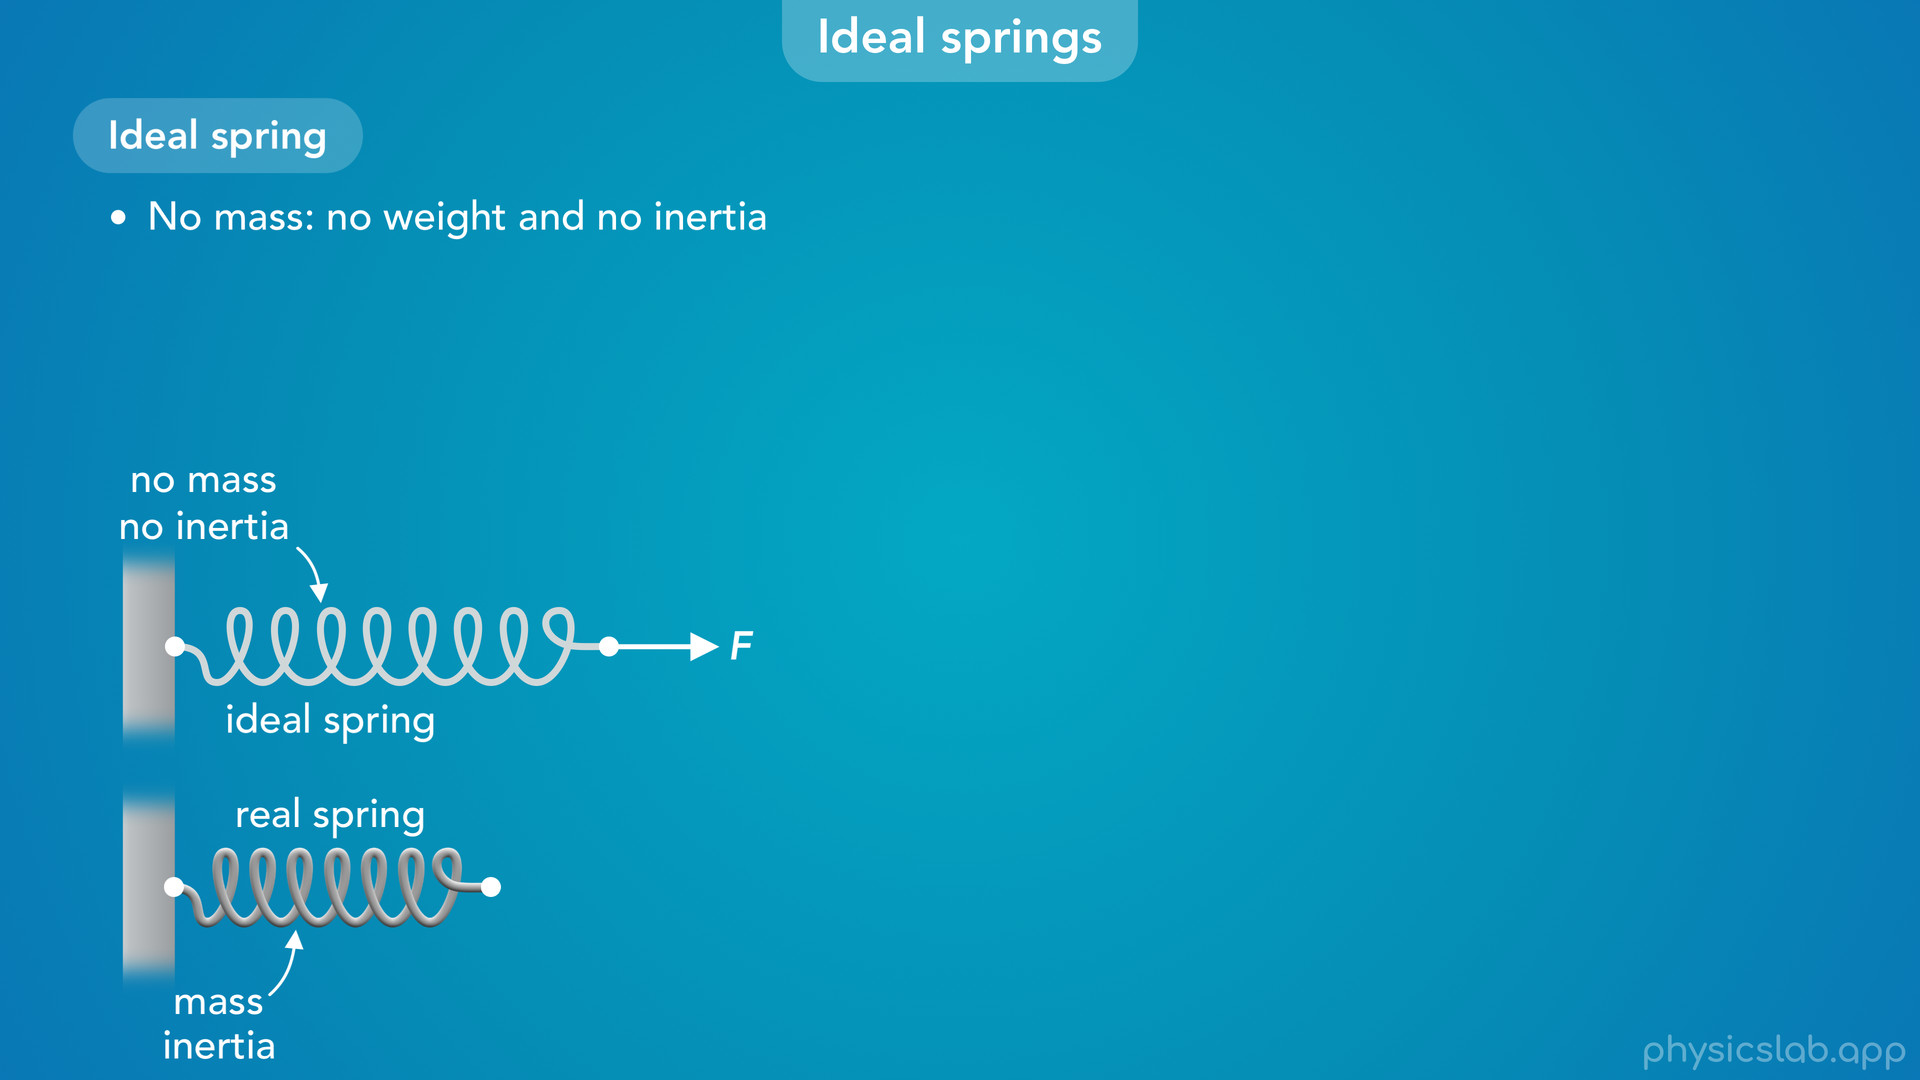 Ideal springs
Ideal spring
• No mass: no weight and no inertia
no mass
no inertia
F
ideal spring
real spring
mass
inertia
physicslab.app